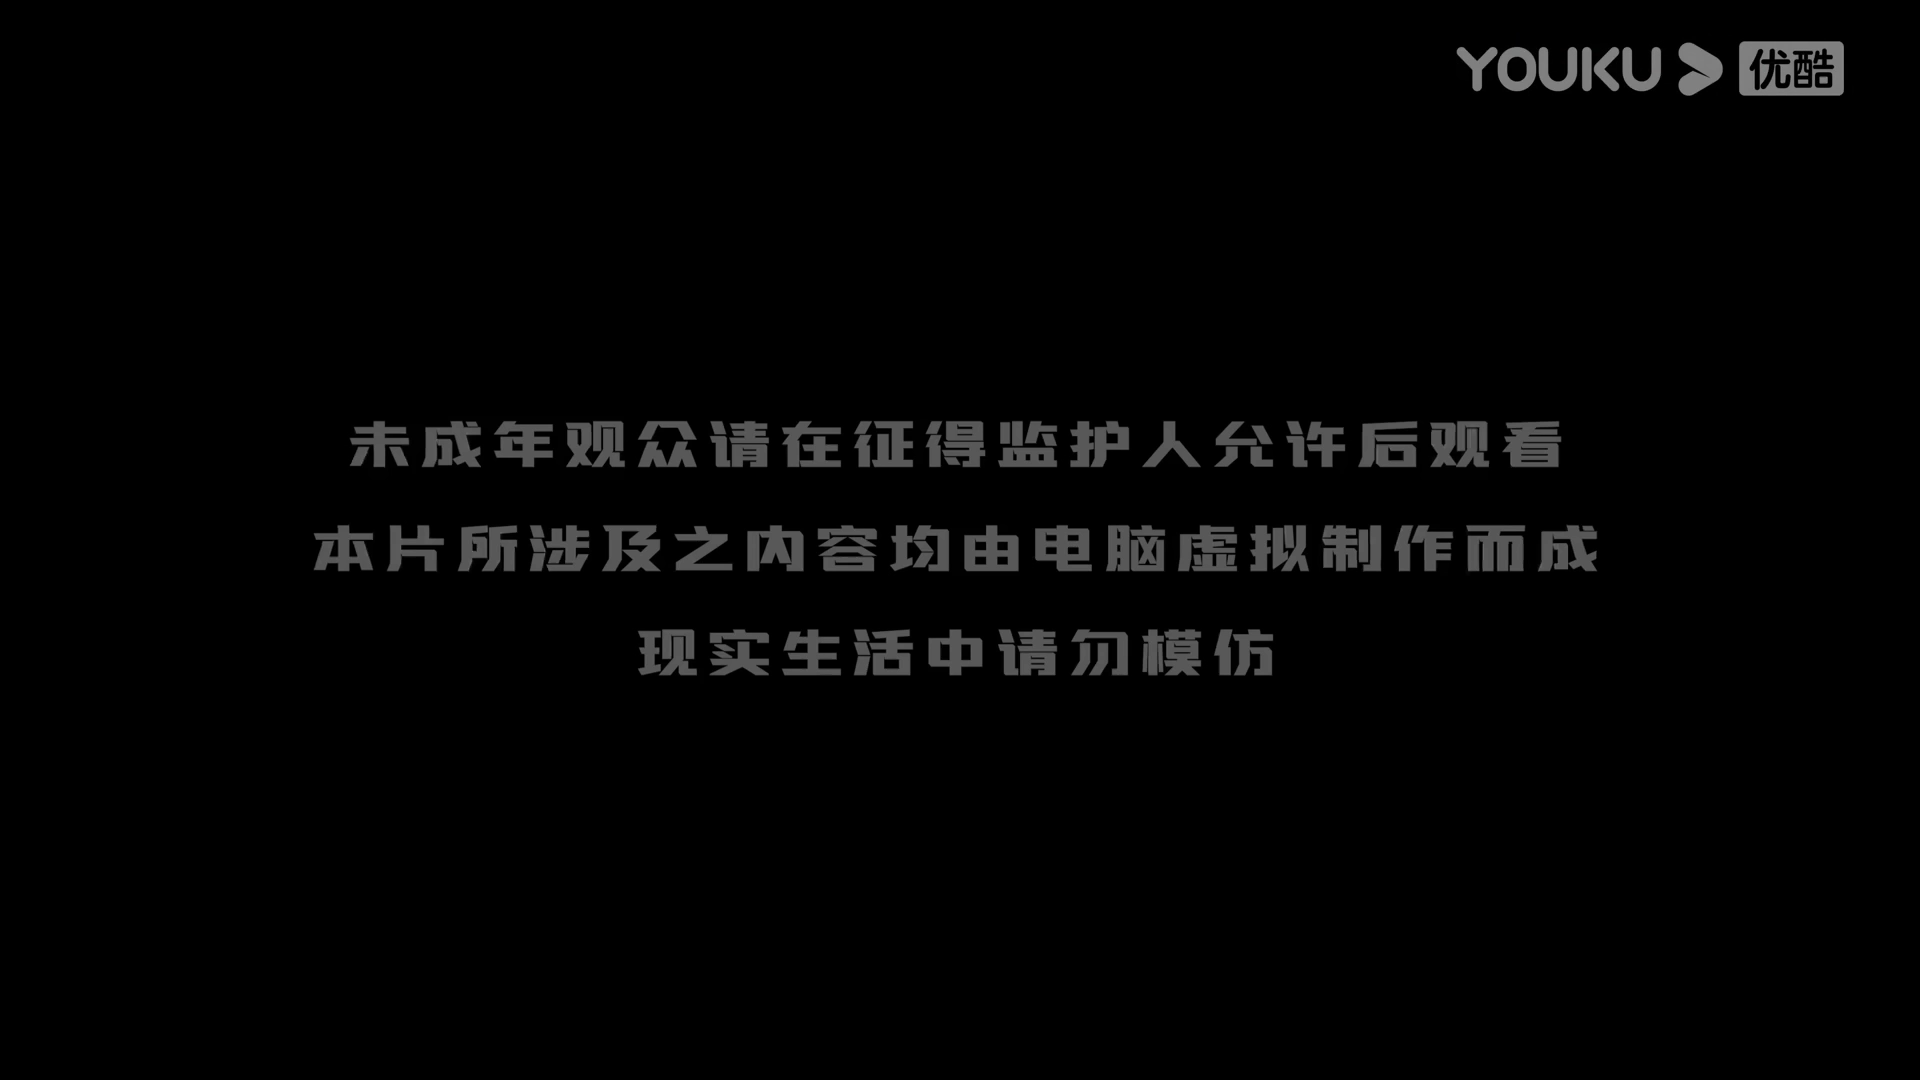 YOUKU 优酷
未成年观众请在征得监护人允许后观看
本片所涉及之内容均由电脑虚拟制作而成
现实生活中请勿模仿